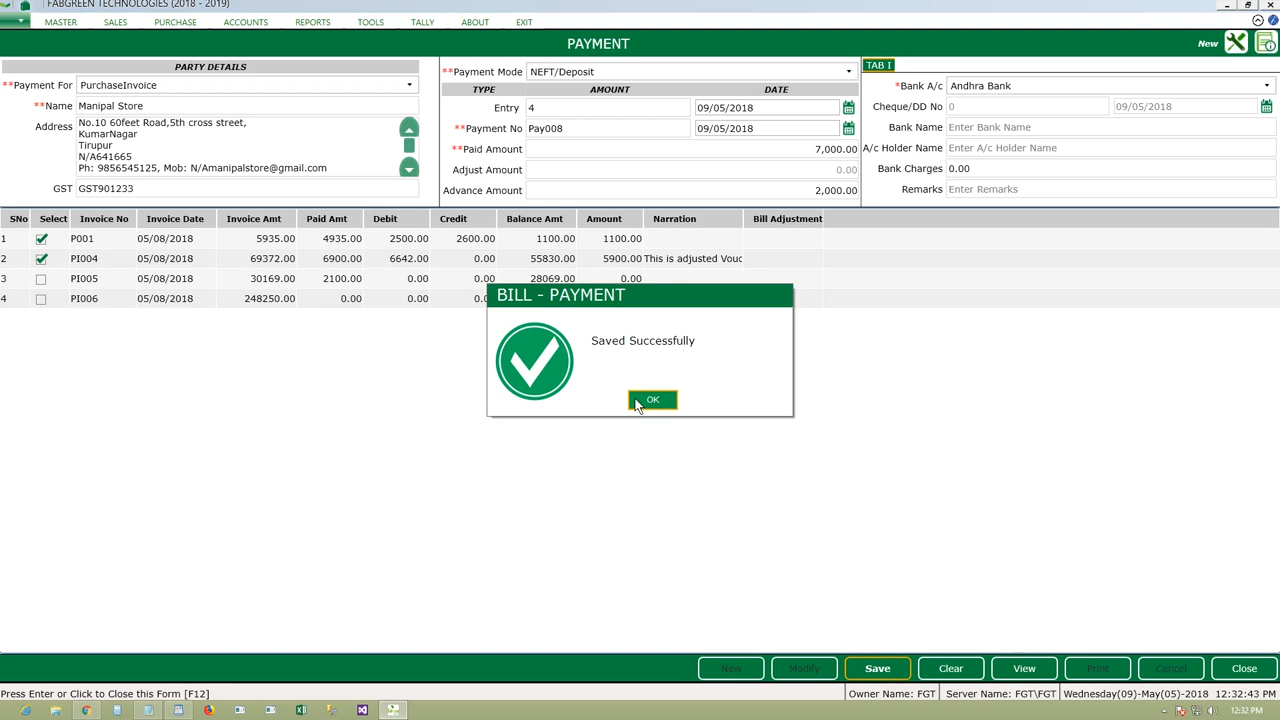 FABGREEN TECHNOLOGIES (2018 - 2019)
MASTER SALES PURCHASE ACCOUNTS REPORTS TOOLS TALLY ABOUT EXIT
PAYMENT
New
PARTY DETAILS
**Payment For PurchaseInvoice
**Name Manipal Store
Address No.10 60feet Road,5th cross street,
KumarNagar
Tirupur
N/A641665
Ph: 9856545125, Mob: N/Amanipalstore@gmail.com
GST GST901233
**Payment Mode NEFT/Deposit
TYPE AMOUNT DATE
Entry 4 09/05/2018
**Payment No Pay008 09/05/2018
**Paid Amount 7,000.00
Adjust Amount 0.00
Advance Amount 2,000.00
TAB I
*Bank A/c Andhra Bank
Cheque/DD No 0 09/05/2018
Bank Name Enter Bank Name
A/c Holder Name Enter A/c Holder Name
Bank Charges 0.00
Remarks Enter Remarks
SNo Select Invoice No Invoice Date Invoice Amt Paid Amt Debit Credit Balance Amt Amount Narration Bill Adjustment
1 P001 05/08/2018 5935.00 4935.00 2500.00 2600.00 1100.00 1100.00
2 PI004 05/08/2018 69372.00 6900.00 6642.00 0.00 55830.00 5900.00 This is adjusted Vouc
3 PI005 05/08/2018 30169.00 2100.00 0.00 0.00 28069.00 0.00
4 PI006 05/08/2018 248250.00 0.00 0.00
BILL - PAYMENT
Saved Successfully
OK
New Modify Save Clear View Print Cancel Close
Press Enter or Click to Close this Form [F12]
Owner Name: FGT Server Name: FGT\FGT Wednesday(09)-May(05)-2018 12:32:43 PM
12:32 PM